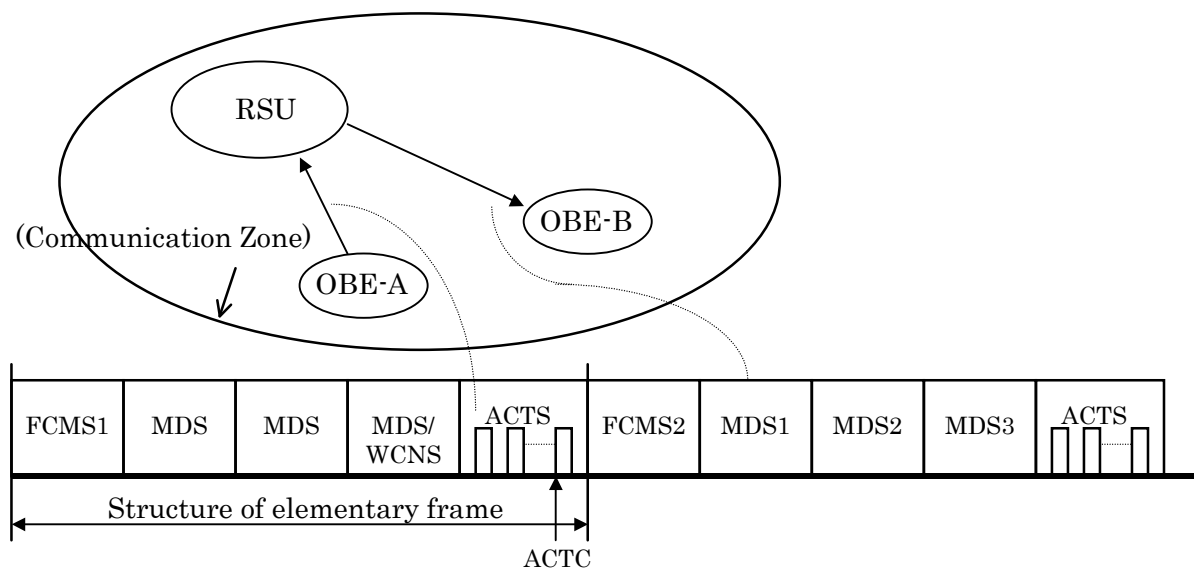 RSU
OBE-B
(Communication Zone)
OBE-A
FCMS1
MDS
MDS
MDS/
WCNS
ACTS
FCMS2
MDS1
MDS2
MDS3
ACTS
Structure of elementary frame
ACTC